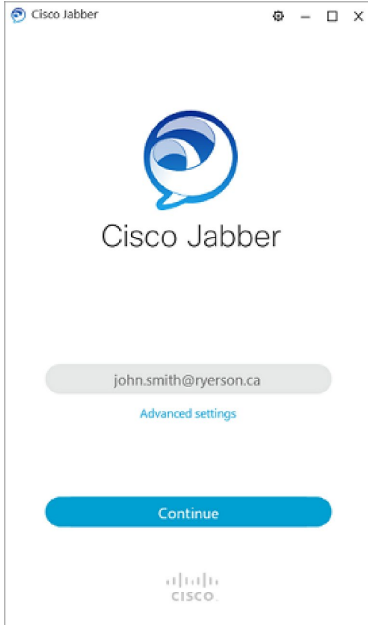 Cisco Jabber
Cisco Jabber
john.smith@ryerson.ca
Advanced settings
Continue
CISCO.